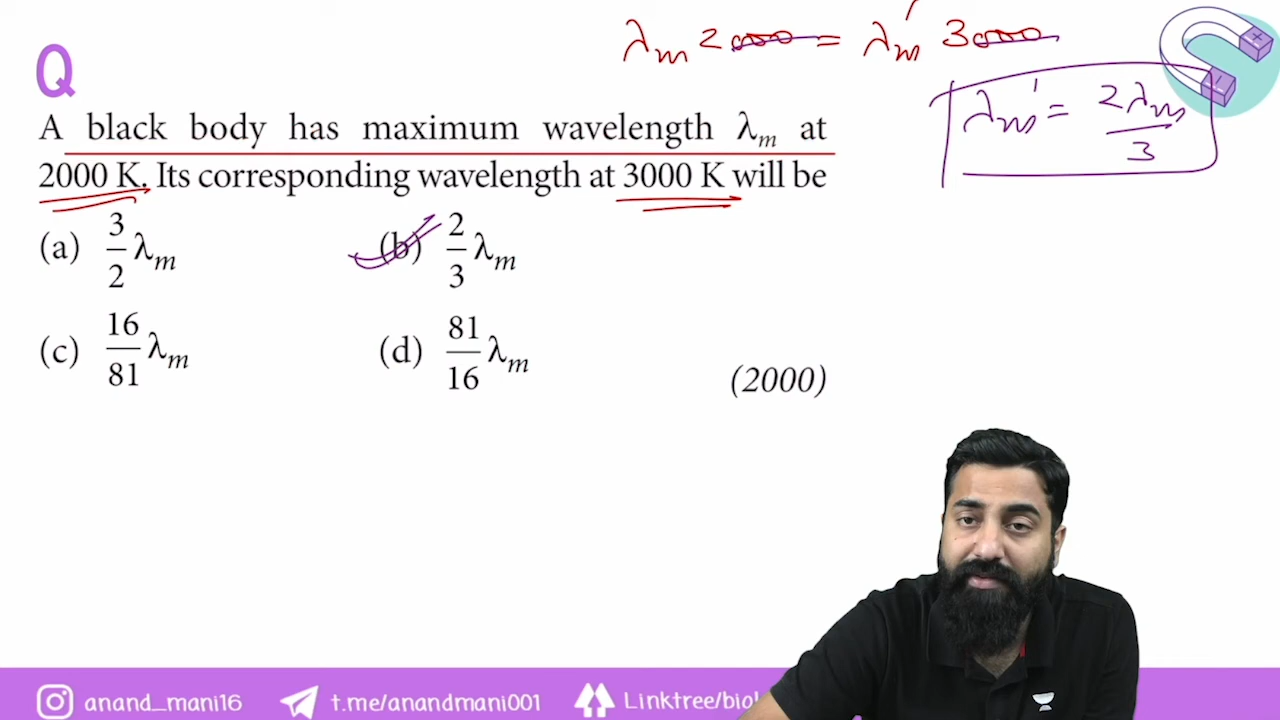 λm 2000 = λm' 3000
Q
λm' = 2λm/3
A black body has maximum wavelength λm at
2000 K. Its corresponding wavelength at 3000 K will be
(a) 3/2 λm (b) 2/3 λm
(c) 16/81 λm (d) 81/16 λm
(2000)
anand_mani16 t.me/anandmani001